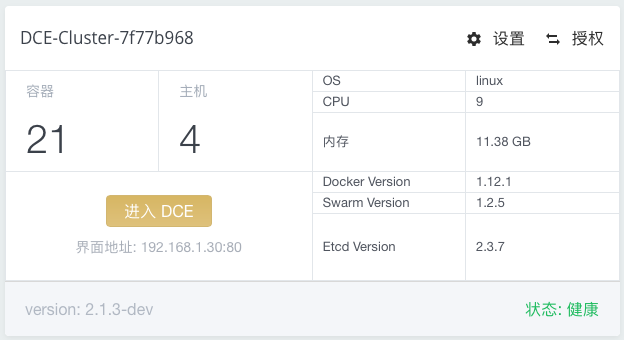 DCE-Cluster-7f77b968 设置 授权
容器 主机
21 4
OS linux
CPU 9
内存 11.38 GB
Docker Version 1.12.1
Swarm Version 1.2.5
Etcd Version 2.3.7
进入 DCE
界面地址: 192.168.1.30:80
version: 2.1.3-dev 状态: 健康